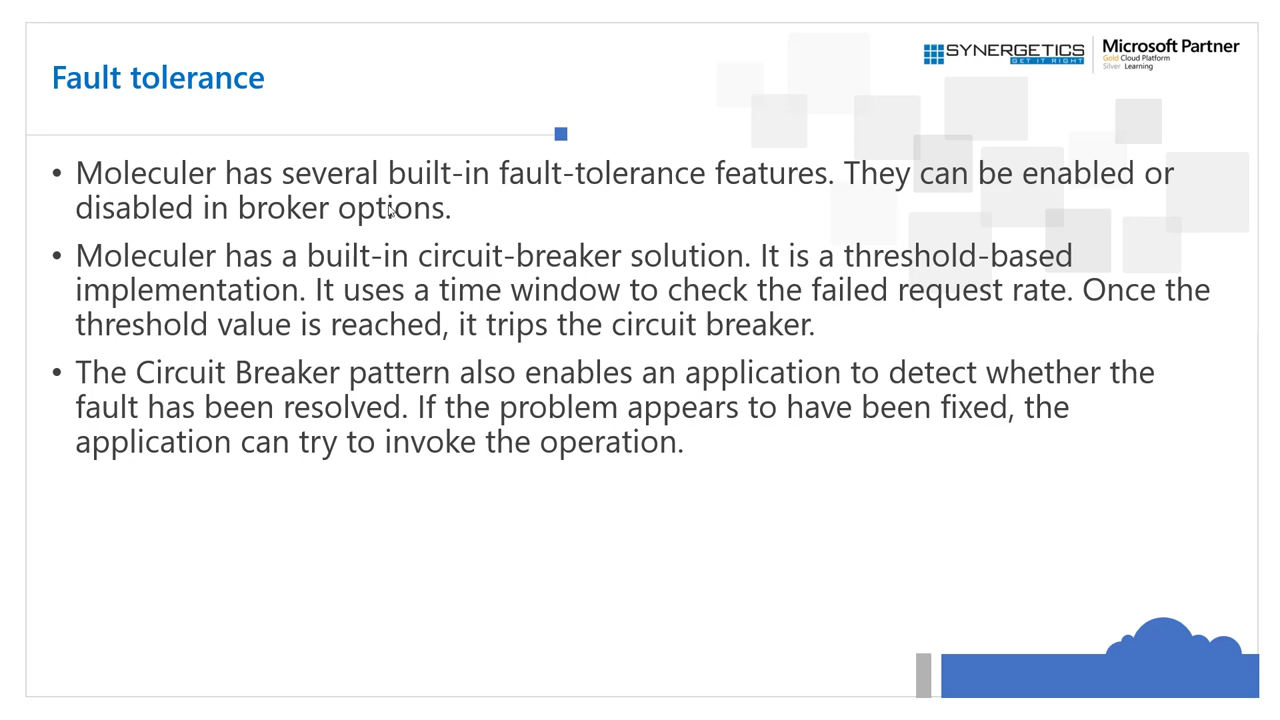 SYNERGETICS
GET IT RIGHT
Microsoft Partner
Gold Cloud Platform
Silver Learning
Fault tolerance
• Moleculer has several built-in fault-tolerance features. They can be enabled or
disabled in broker options.
• Moleculer has a built-in circuit-breaker solution. It is a threshold-based
implementation. It uses a time window to check the failed request rate. Once the
threshold value is reached, it trips the circuit breaker.
• The Circuit Breaker pattern also enables an application to detect whether the
fault has been resolved. If the problem appears to have been fixed, the
application can try to invoke the operation.